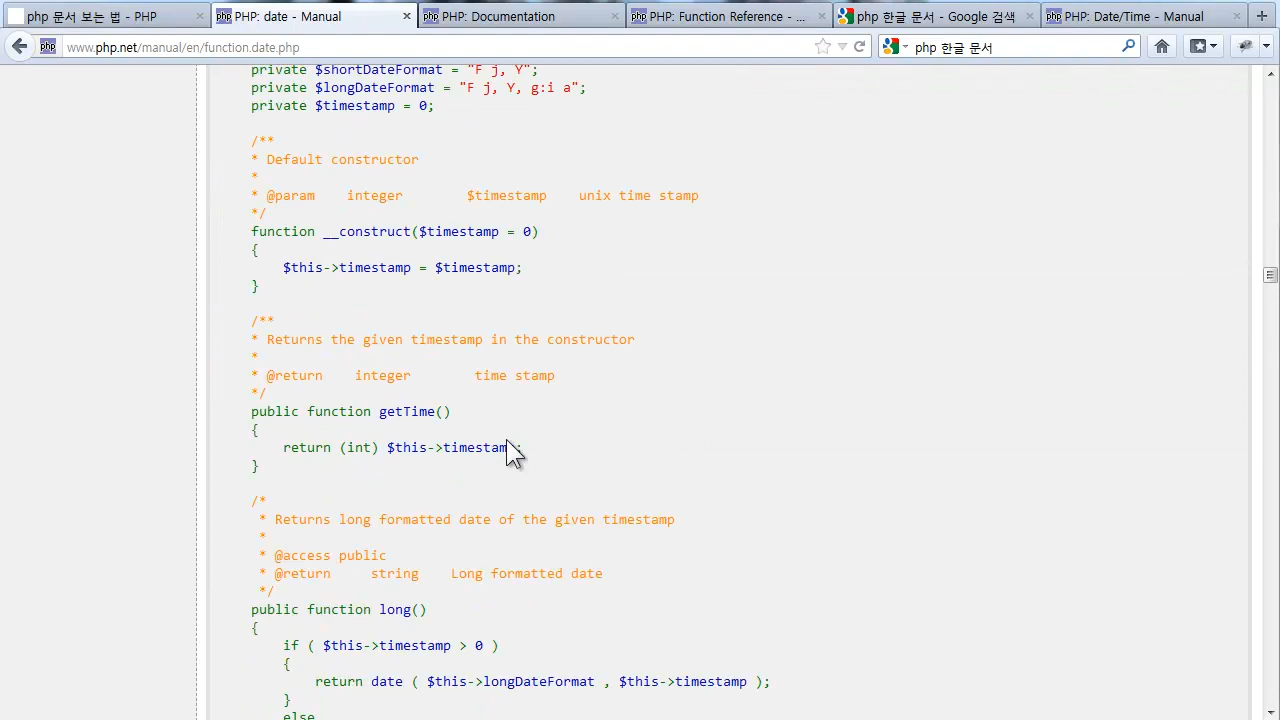 php 문서 보는 법 - PHP
PHP: date - Manual
PHP: Documentation
PHP: Function Reference - ...
php 한글 문서 - Google 검색
PHP: Date/Time - Manual
www.php.net/manual/en/function.date.php
php 한글 문서
private $shortDateFormat = "F j, Y";
private $longDateFormat = "F j, Y, g:i a";
private $timestamp = 0;
/**
* Default constructor
*
* @param integer $timestamp unix time stamp
*/
function __construct($timestamp = 0)
{
$this->timestamp = $timestamp;
}
/**
* Returns the given timestamp in the constructor
*
* @return integer time stamp
*/
public function getTime()
{
return (int) $this->timestam ;
}
/*
* Returns long formatted date of the given timestamp
*
* @access public
* @return string Long formatted date
*/
public function long()
{
if ( $this->timestamp > 0 )
{
return date ( $this->longDateFormat , $this->timestamp );
}
else